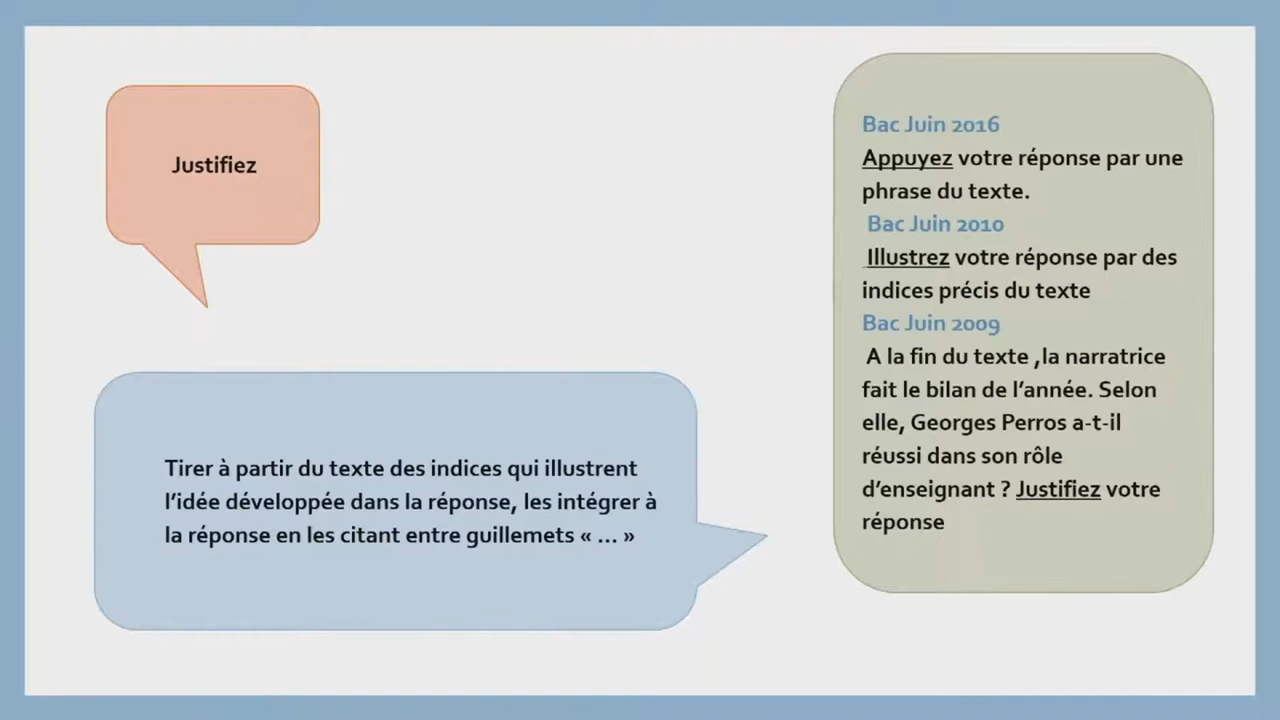 Justifiez
Tirer à partir du texte des indices qui illustrent
l’idée développée dans la réponse, les intégrer à
la réponse en les citant entre guillemets « ... »
Bac Juin 2016
Appuyez votre réponse par une
phrase du texte.
Bac Juin 2010
Illustrez votre réponse par des
indices précis du texte
Bac Juin 2009
A la fin du texte ,la narratrice
fait le bilan de l’année. Selon
elle, Georges Perros a-t-il
réussi dans son rôle
d’enseignant ? Justifiez votre
réponse